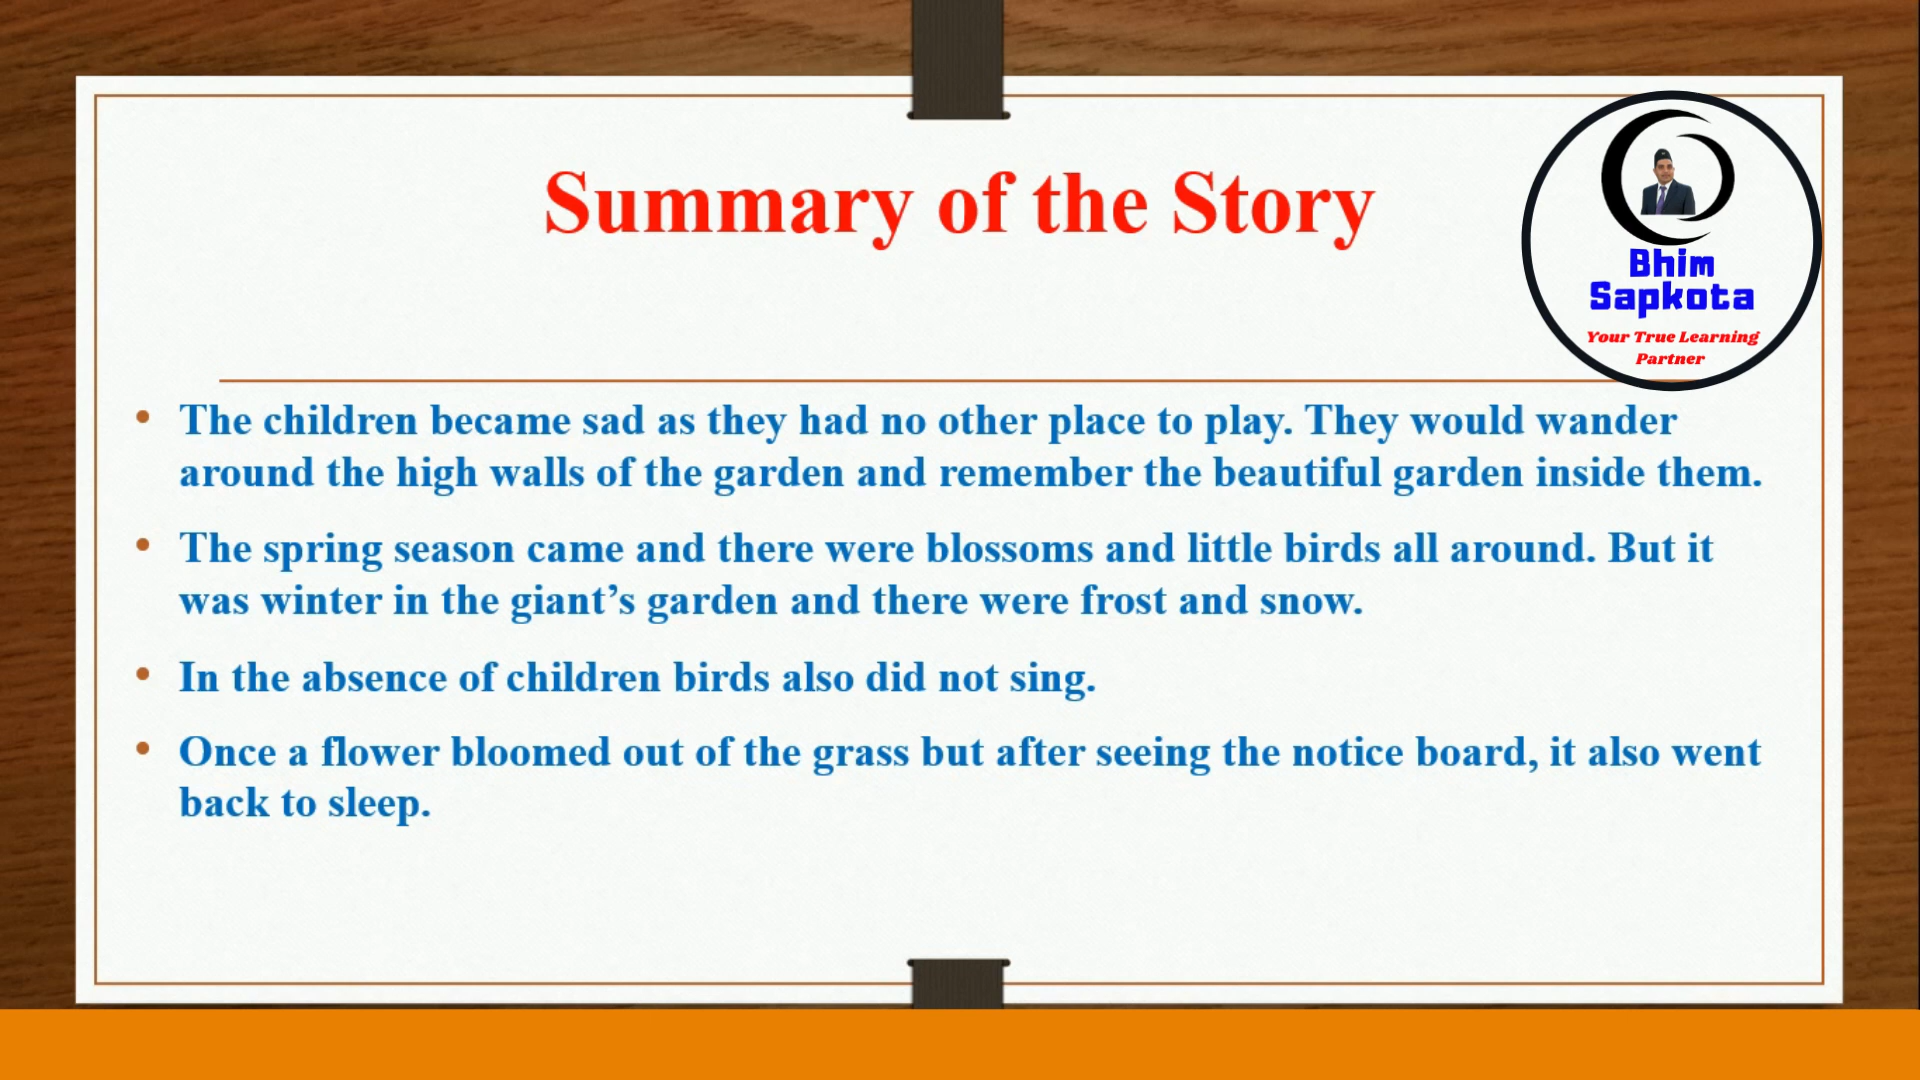 Summary of the Story
Bhim
Sapkota
Your True Learning
Partner
• The children became sad as they had no other place to play. They would wander
around the high walls of the garden and remember the beautiful garden inside them.
• The spring season came and there were blossoms and little birds all around. But it
was winter in the giant’s garden and there were frost and snow.
• In the absence of children birds also did not sing.
• Once a flower bloomed out of the grass but after seeing the notice board, it also went
back to sleep.